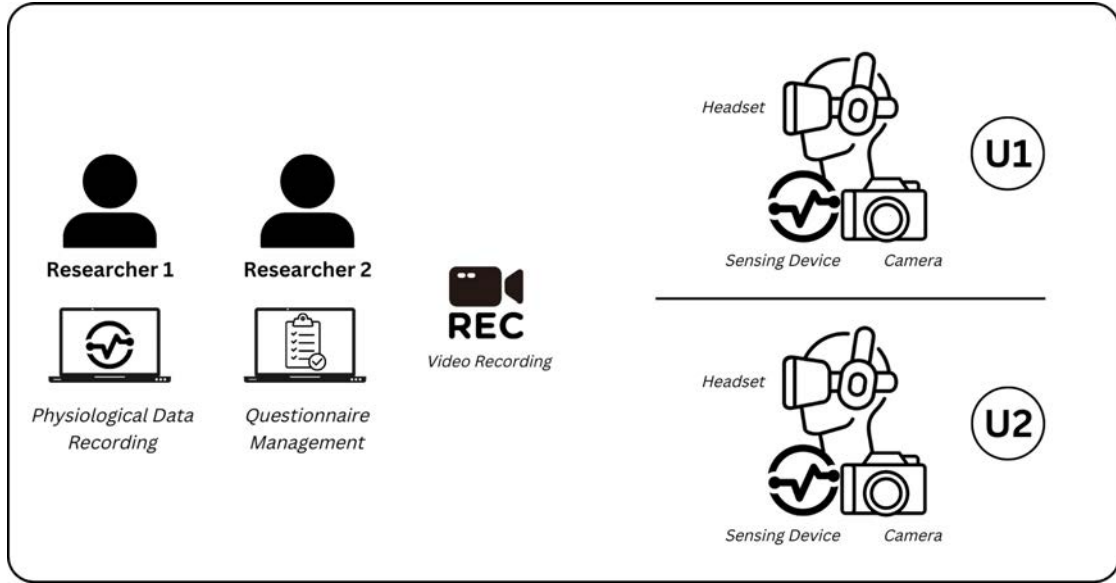 Researcher 1
Researcher 2
Physiological Data
Recording
Questionnaire
Management
REC
Video Recording
Headset
U1
Sensing Device
Camera
Headset
U2
Sensing Device
Camera